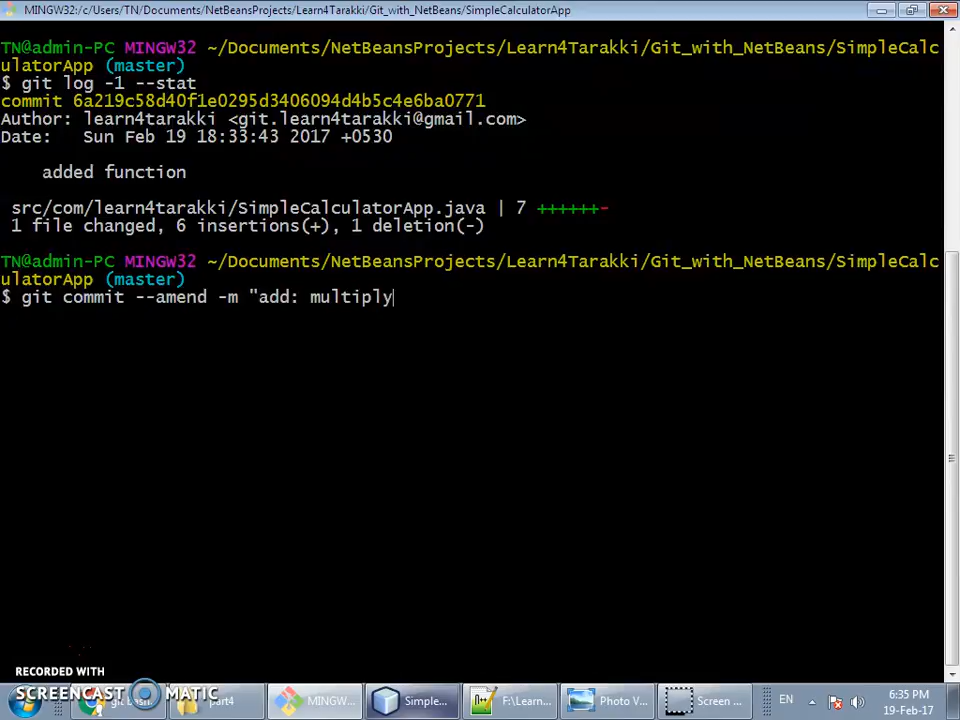 MINGW32:/c/Users/TN/Documents/NetBeansProjects/Learn4Tarakki/Git_with_NetBeans/SimpleCalculatorApp
TN@admin-PC MINGW32 ~/Documents/NetBeansProjects/Learn4Tarakki/Git_with_NetBeans/SimpleCalc
ulatorApp (master)
$ git log -1 --stat
commit 6a219c58d40f1e0295d3406094d4b5c4e6ba0771
Author: learn4tarakki <git.learn4tarakki@gmail.com>
Date:   Sun Feb 19 18:33:43 2017 +0530
added function
src/com/learn4tarakki/SimpleCalculatorApp.java | 7 ++++++-
1 file changed, 6 insertions(+), 1 deletion(-)
TN@admin-PC MINGW32 ~/Documents/NetBeansProjects/Learn4Tarakki/Git_with_NetBeans/SimpleCalc
ulatorApp (master)
$ git commit --amend -m "add: multiply
RECORDED WITH
SCREENCAST MATIC
git Bash... part4 MINGW... Simple... F:\Learn... Photo V... Screen ... EN 6:35 PM
19-Feb-17